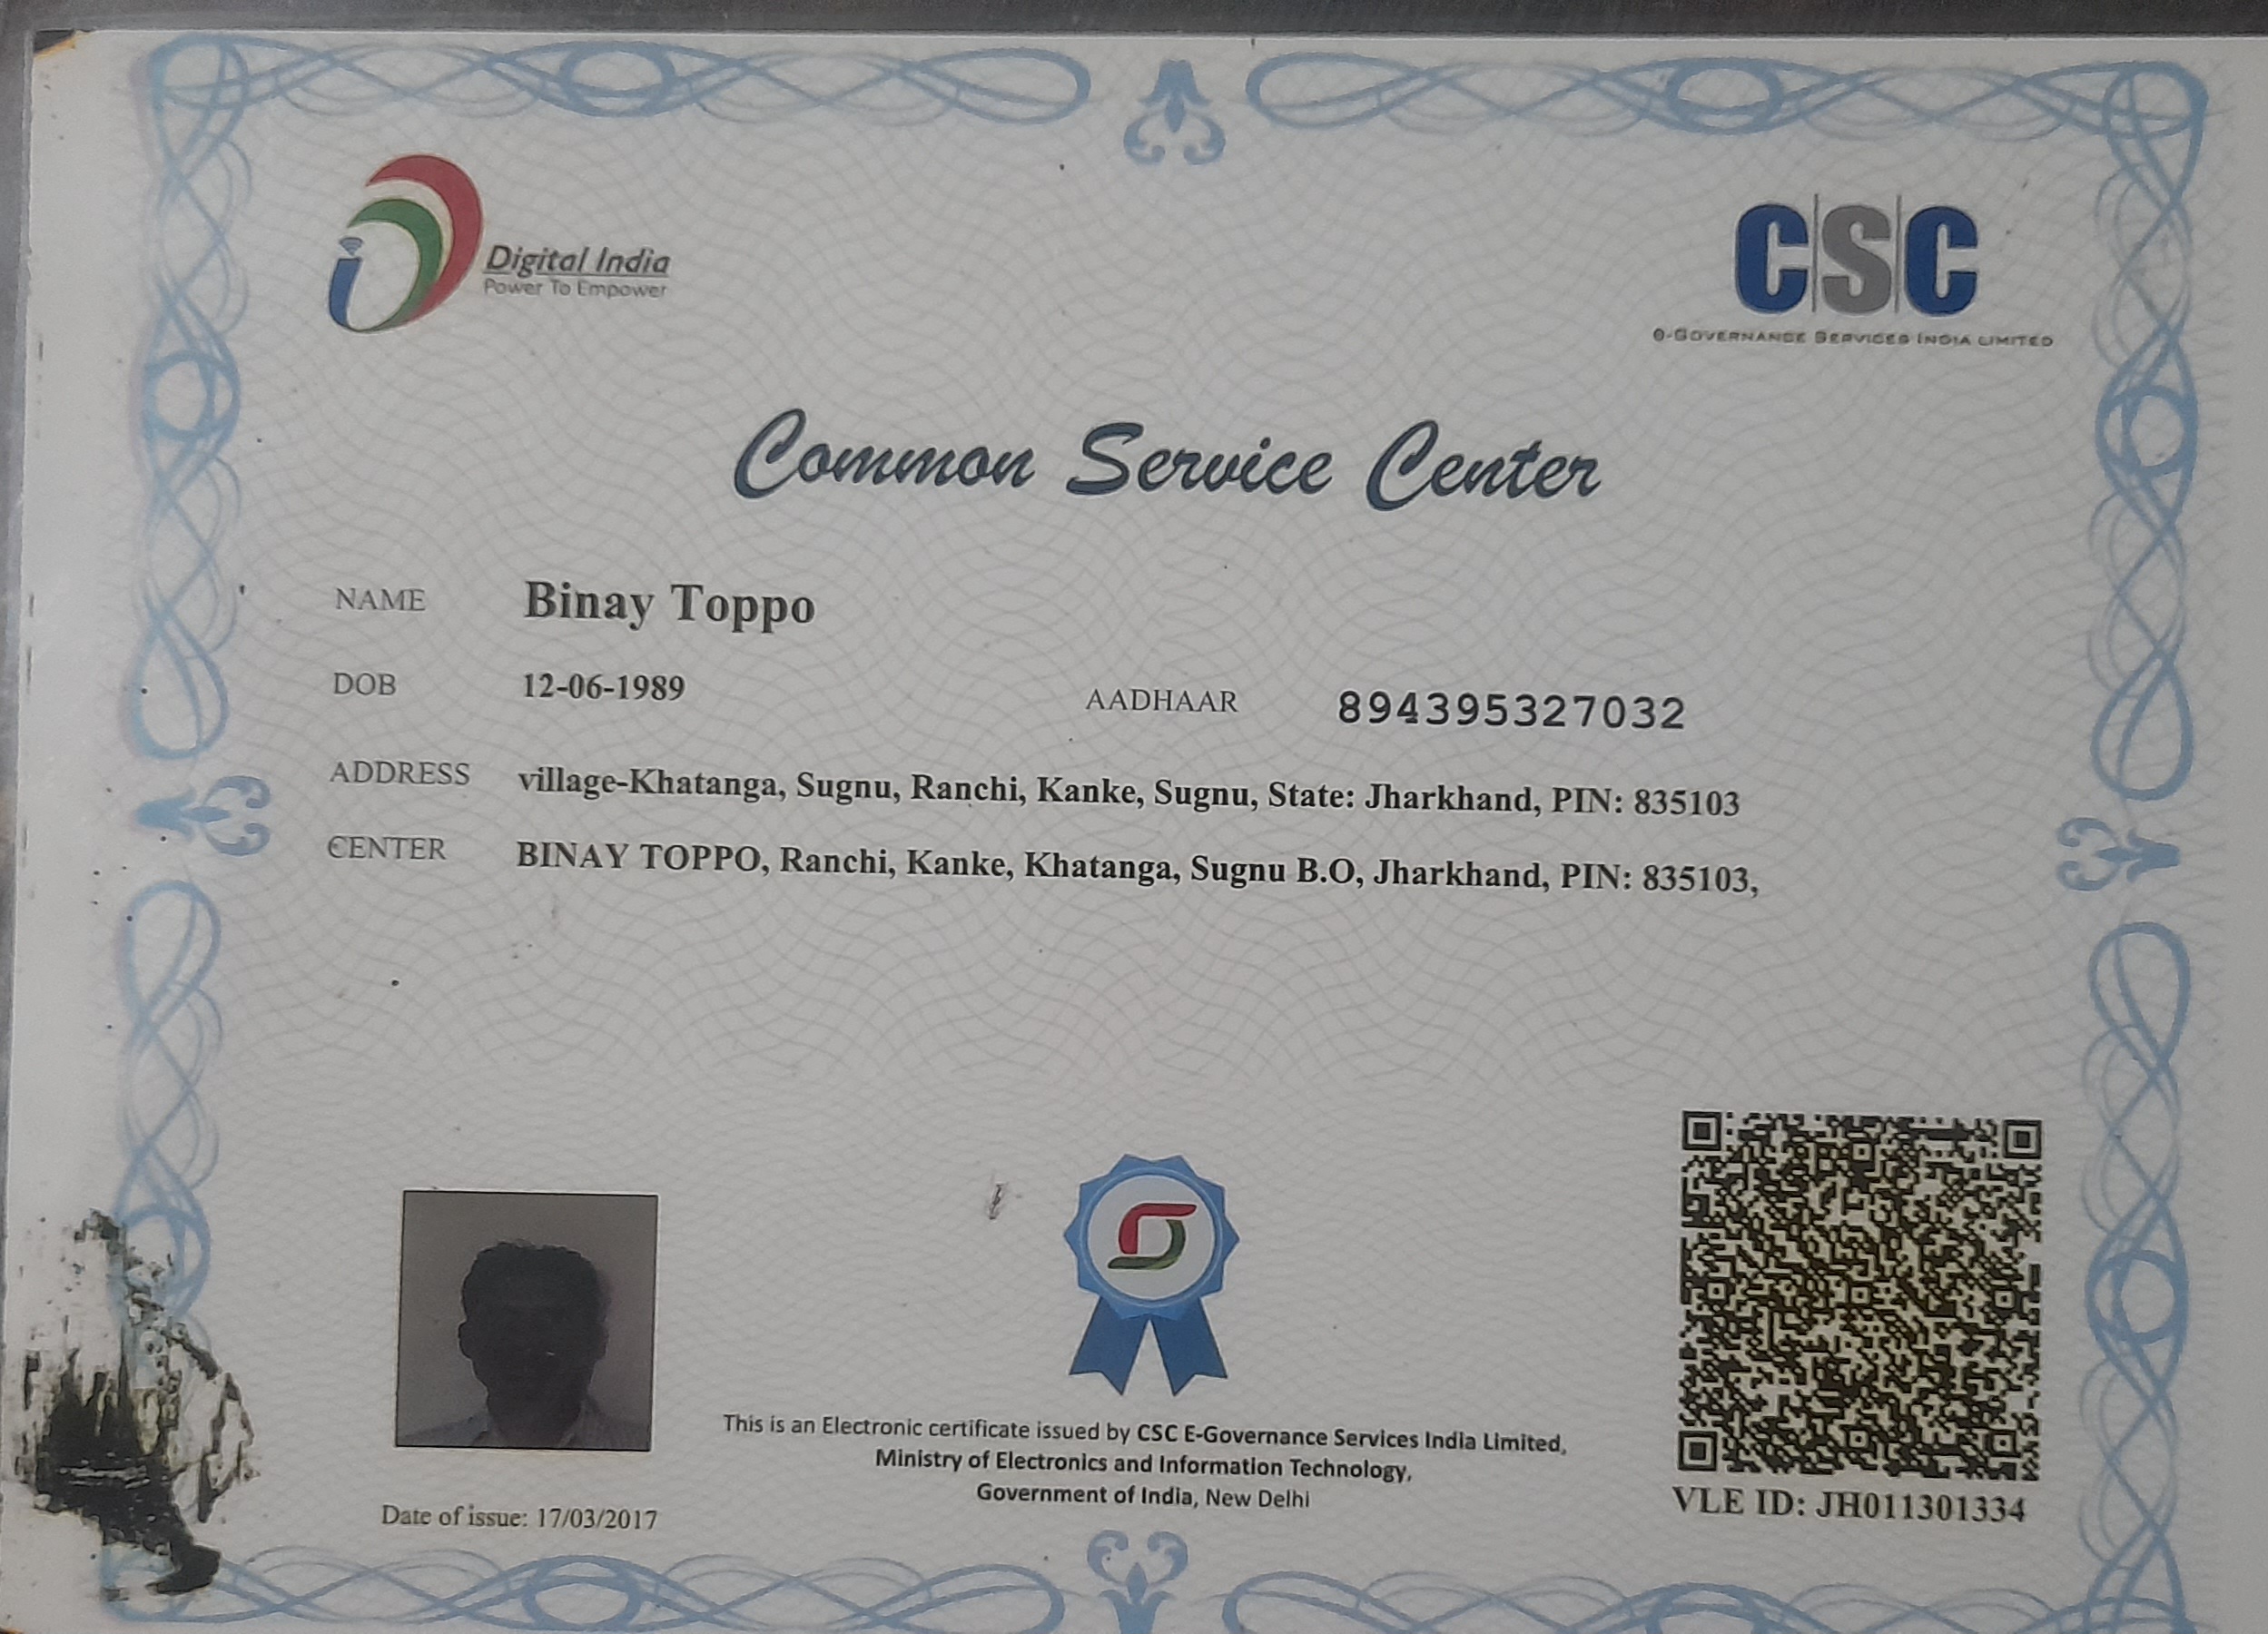 Digital India
Power To Empower
CSC
e-Governance Services India Limited
Common Service Center
NAME Binay Toppo
DOB 12-06-1989 AADHAAR 894395327032
ADDRESS village-Khatanga, Sugnu, Ranchi, Kanke, Sugnu, State: Jharkhand, PIN: 835103
CENTER BINAY TOPPO, Ranchi, Kanke, Khatanga, Sugnu B.O, Jharkhand, PIN: 835103,
This is an Electronic certificate issued by CSC E-Governance Services India Limited,
Ministry of Electronics and Information Technology,
Government of India, New Delhi
Date of issue: 17/03/2017
VLE ID: JH011301334